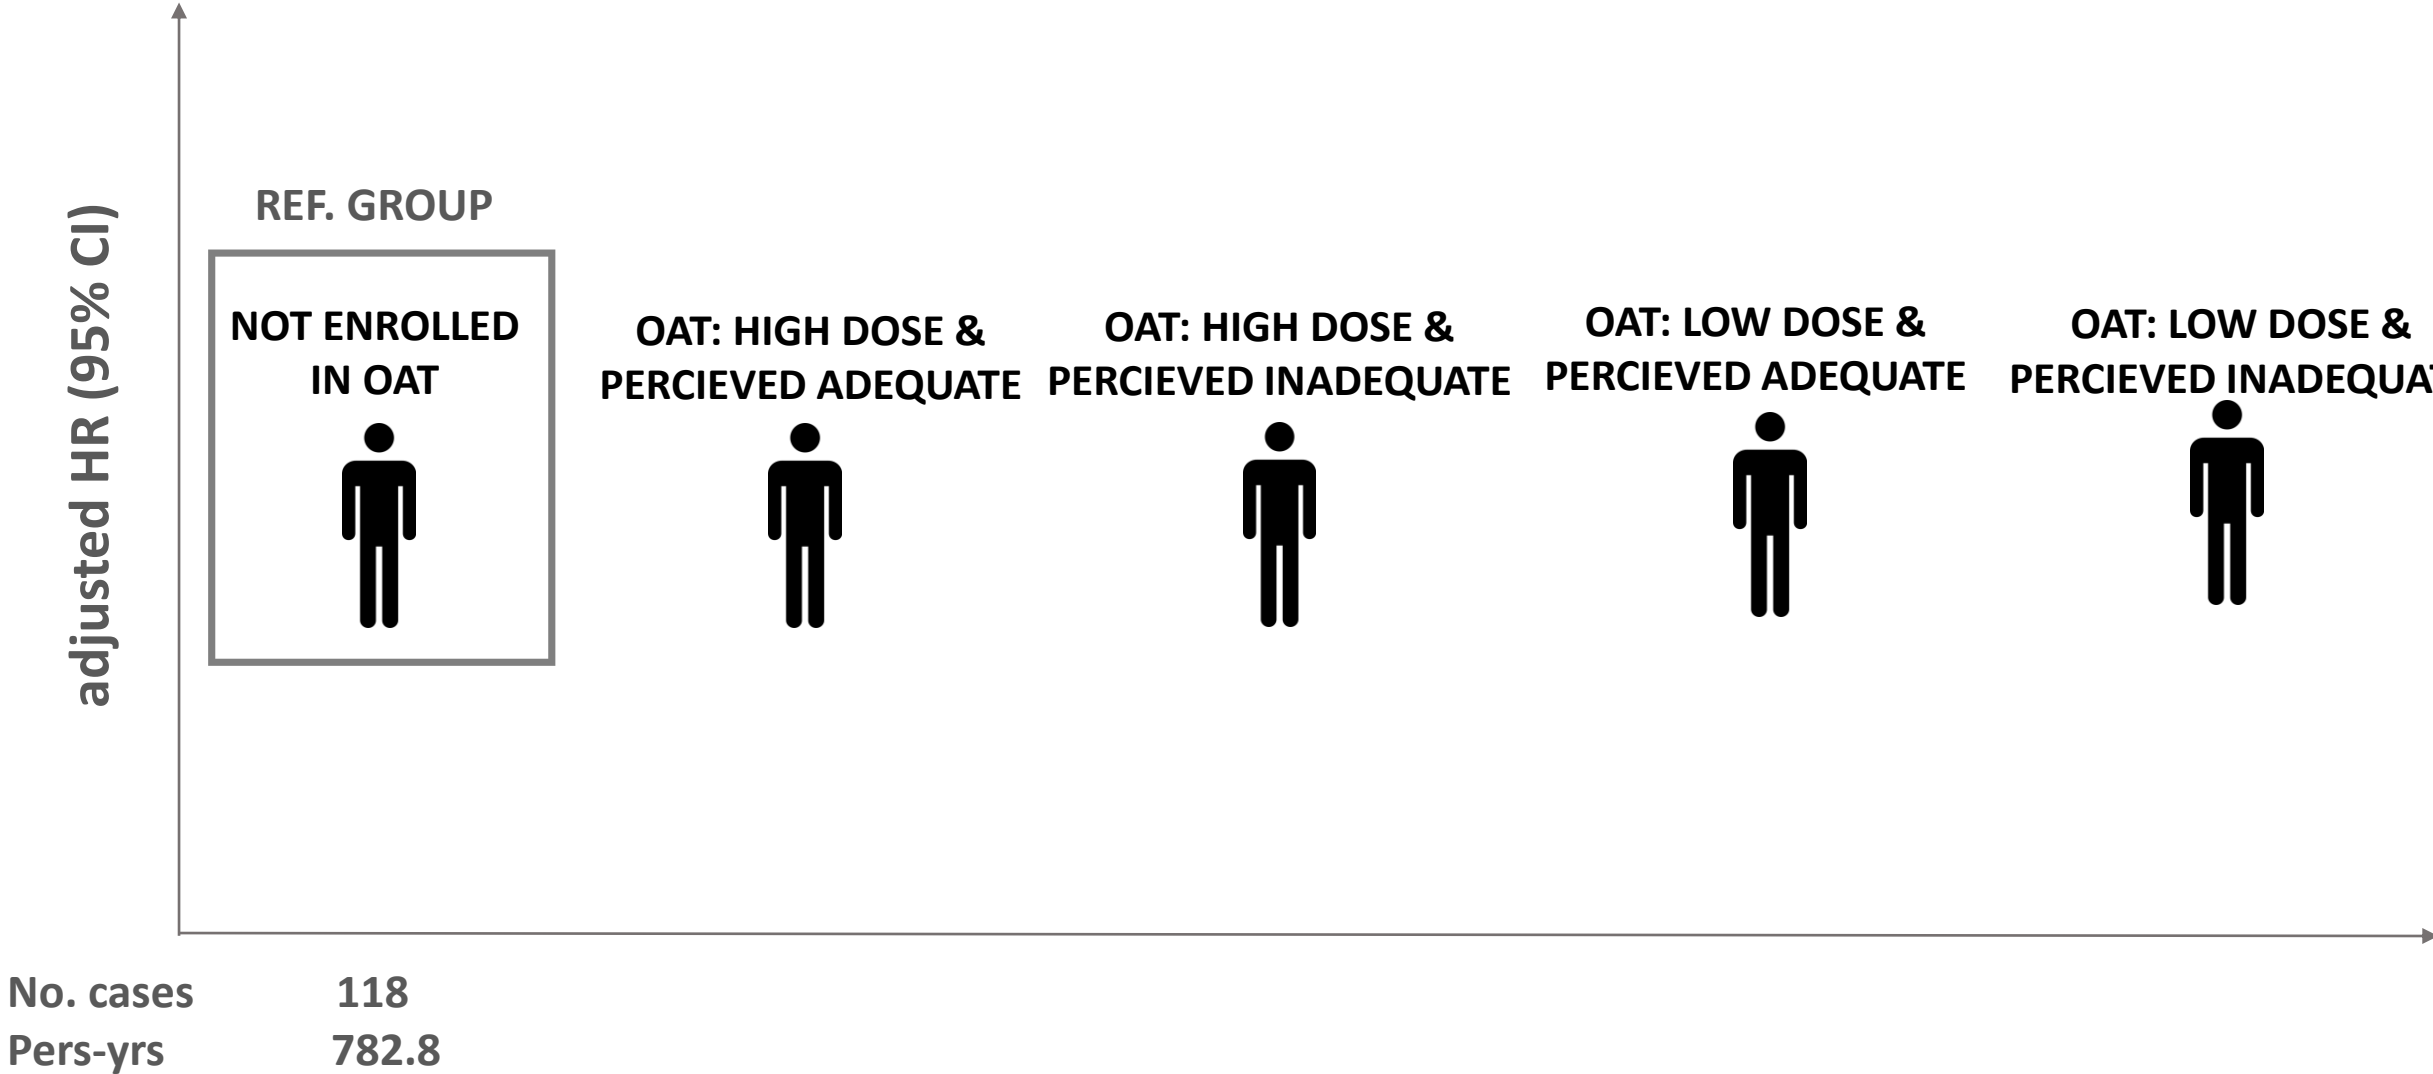 adjusted HR (95% CI)
REF. GROUP
NOT ENROLLED
IN OAT
OAT: HIGH DOSE &
PERCIEVED ADEQUATE
OAT: HIGH DOSE &
PERCIEVED INADEQUATE
OAT: LOW DOSE &
PERCIEVED ADEQUATE
OAT: LOW DOSE &
PERCIEVED
No. cases 118
Pers-yrs 782.8